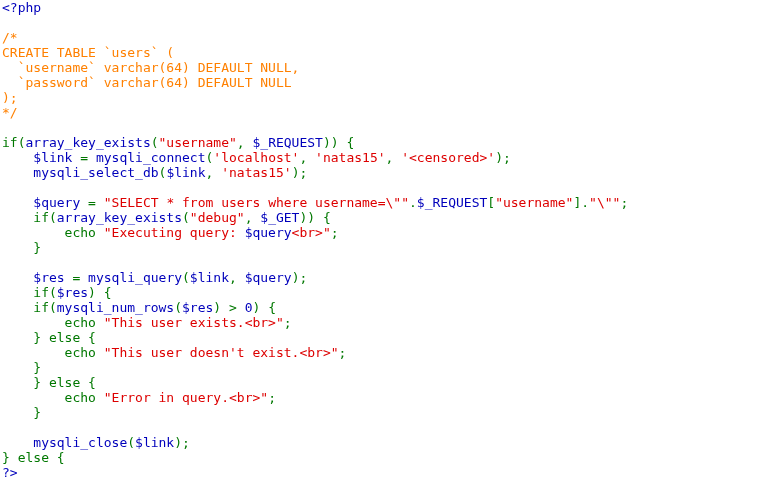 <?php
/*
CREATE TABLE `users` (
  `username` varchar(64) DEFAULT NULL,
  `password` varchar(64) DEFAULT NULL
);
*/
if(array_key_exists("username", $_REQUEST)) {
    $link = mysqli_connect('localhost', 'natas15', '<censored>');
    mysqli_select_db($link, 'natas15');
    $query = "SELECT * from users where username=\"".$_REQUEST["username"]."\"";
    if(array_key_exists("debug", $_GET)) {
        echo "Executing query: $query<br>";
    }
    $res = mysqli_query($link, $query);
    if($res) {
    if(mysqli_num_rows($res) > 0) {
        echo "This user exists.<br>";
    } else {
        echo "This user doesn't exist.<br>";
    }
    } else {
        echo "Error in query.<br>";
    }
    mysqli_close($link);
} else {
?>